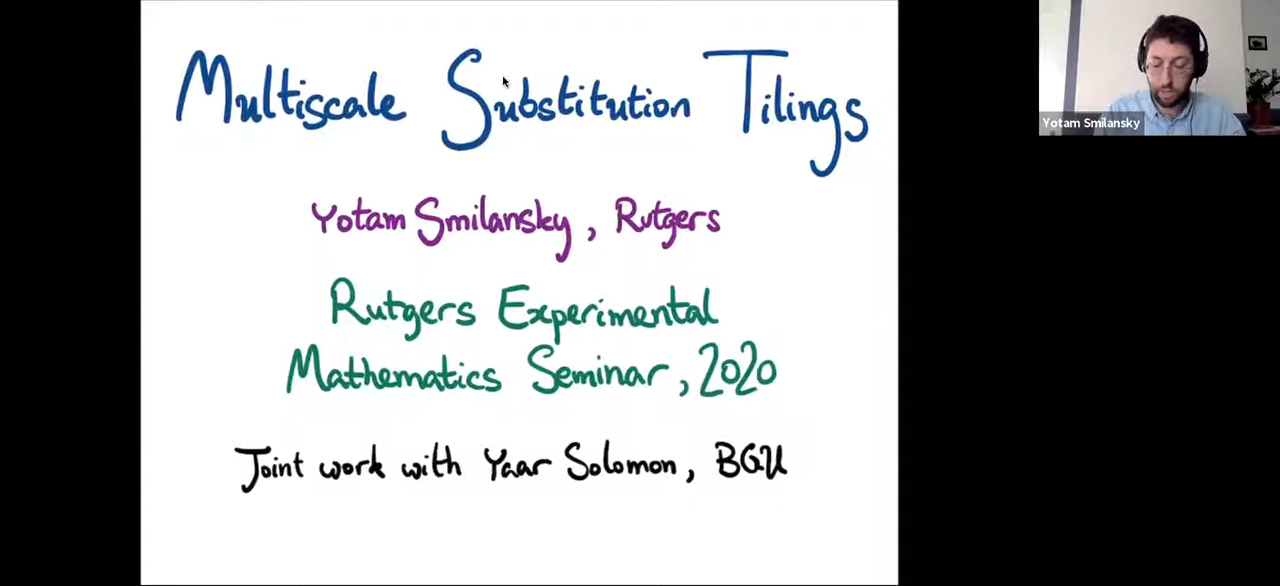 Multiscale Substitution Tilings
Yotam Smilansky, Rutgers
Rutgers Experimental
Mathematics Seminar, 2020
Joint work with Yaar Solomon, BGU
Yotam Smilansky